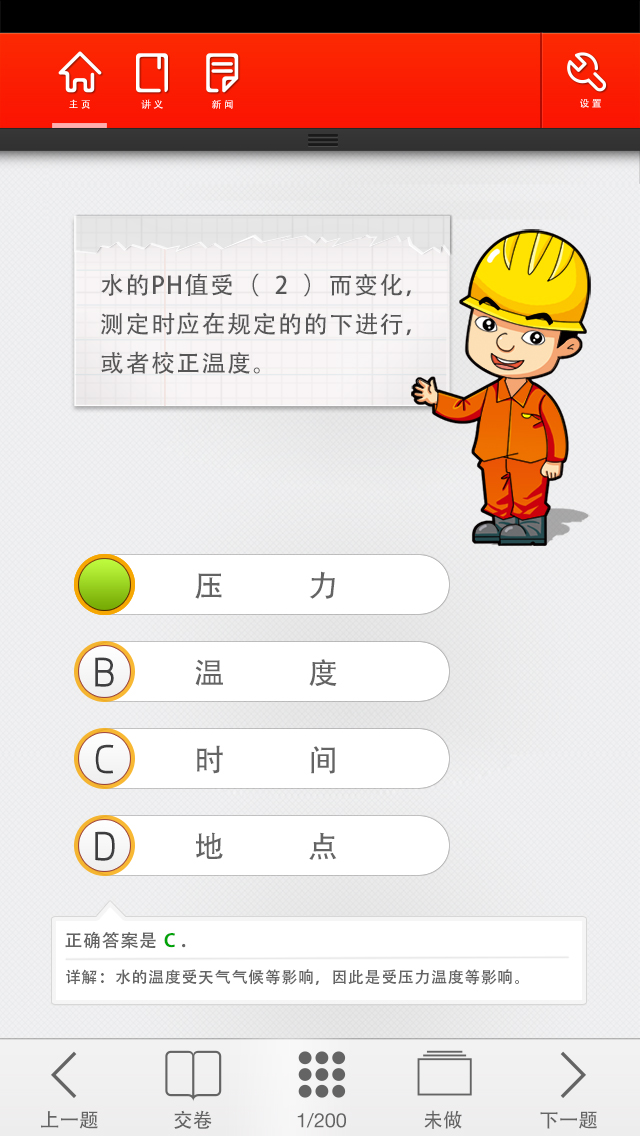 主页 讲义 新闻 设置
水的PH值受（ 2 ）而变化，
测定时应在规定的的下进行，
或者校正温度。
压 力
B 温 度
C 时 间
D 地 点
正确答案是 C .
详解：水的温度受天气气候等影响，因此是受压力温度等影响。
上一题 交卷 1/200 未做 下一题